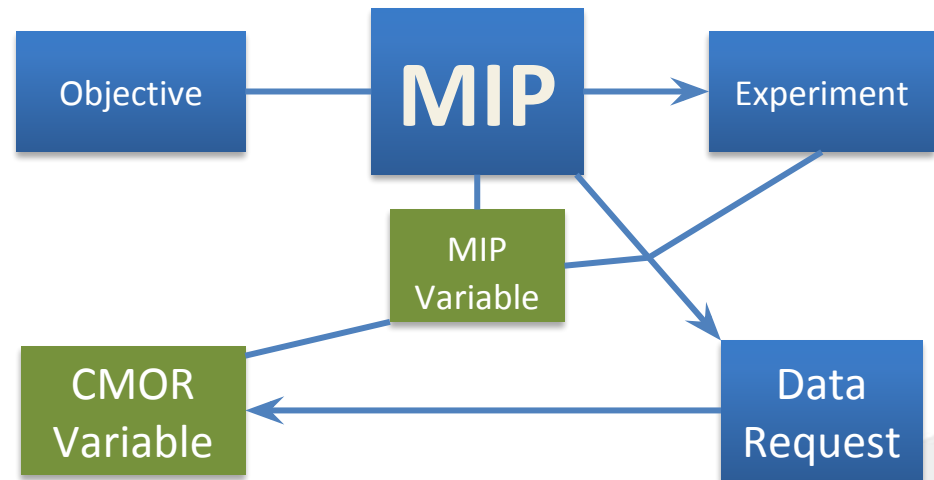 Objective
MIP
Experiment
MIP
Variable
CMOR
Variable
Data
Request